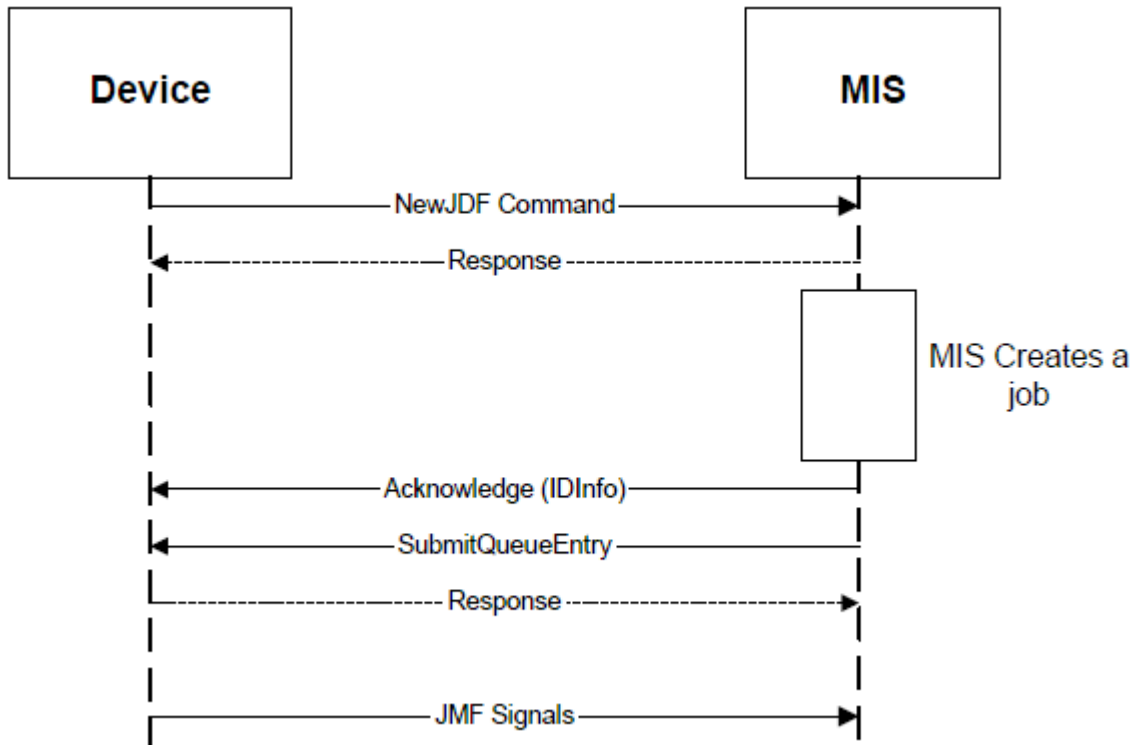 Device
MIS
NewJDF Command
Response
MIS Creates a
job
Acknowledge (IDInfo)
SubmitQueueEntry
Response
JMF Signals